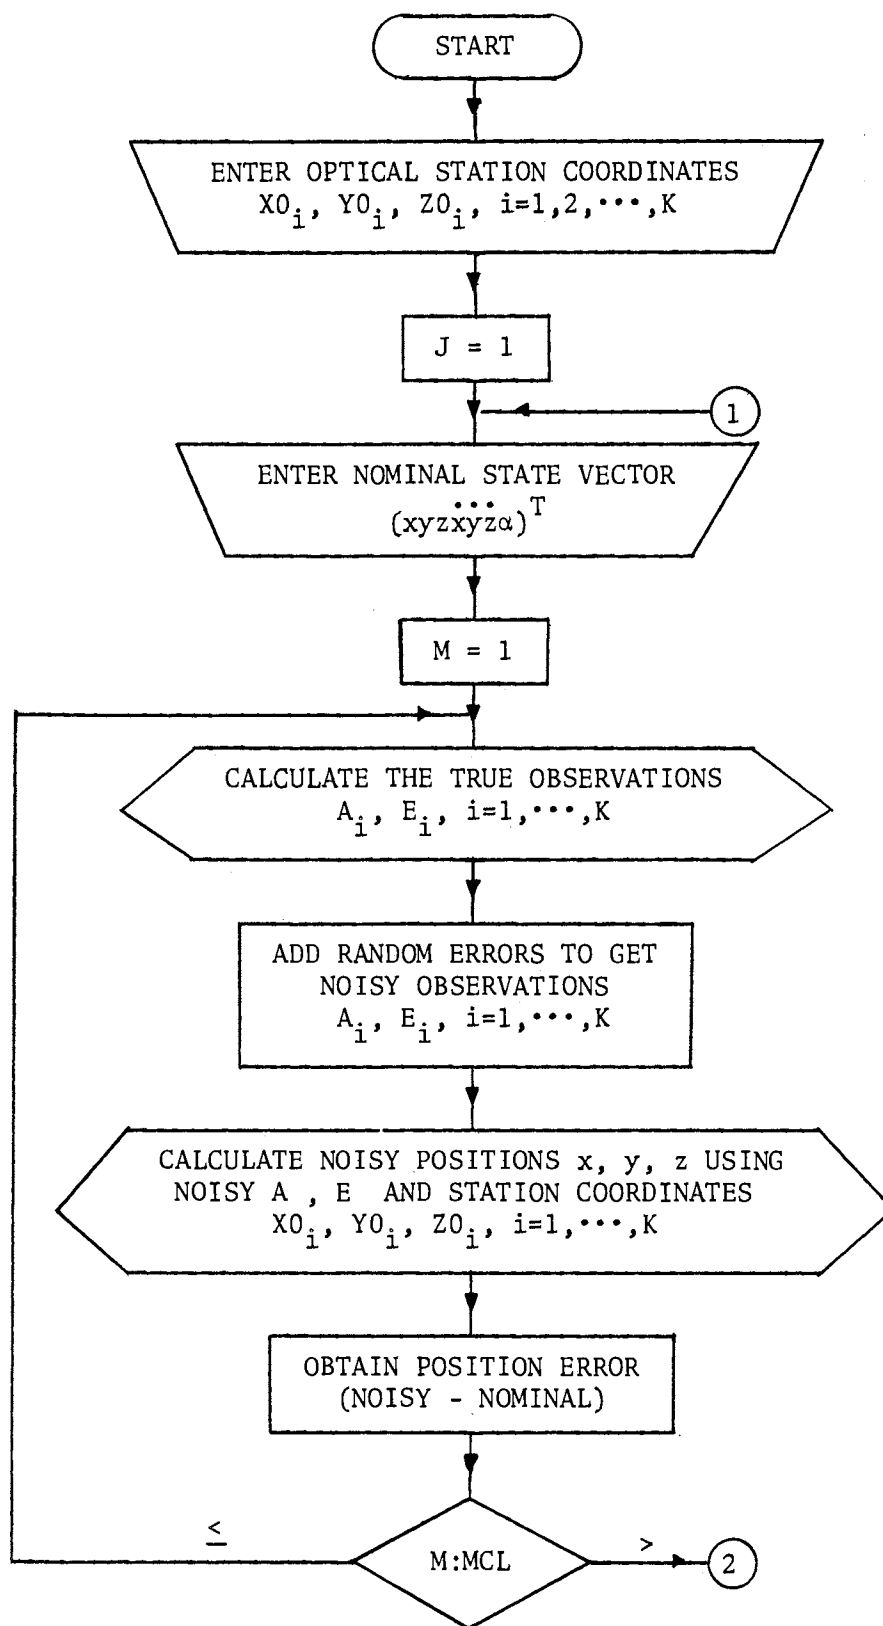 START
ENTER OPTICAL STATION COORDINATES
XO_i, YO_i, ZO_i, i=1,2,···,K
J = 1
1
ENTER NOMINAL STATE VECTOR
(xyzẋẏżα)^T
M = 1
CALCULATE THE TRUE OBSERVATIONS
A_i, E_i, i=1,···,K
ADD RANDOM ERRORS TO GET
NOISY OBSERVATIONS
A_i, E_i, i=1,···,K
CALCULATE NOISY POSITIONS x, y, z USING
NOISY A , E AND STATION COORDINATES
XO_i, YO_i, ZO_i, i=1,···,K
OBTAIN POSITION ERROR
(NOISY - NOMINAL)
≤
M:MCL
>
2